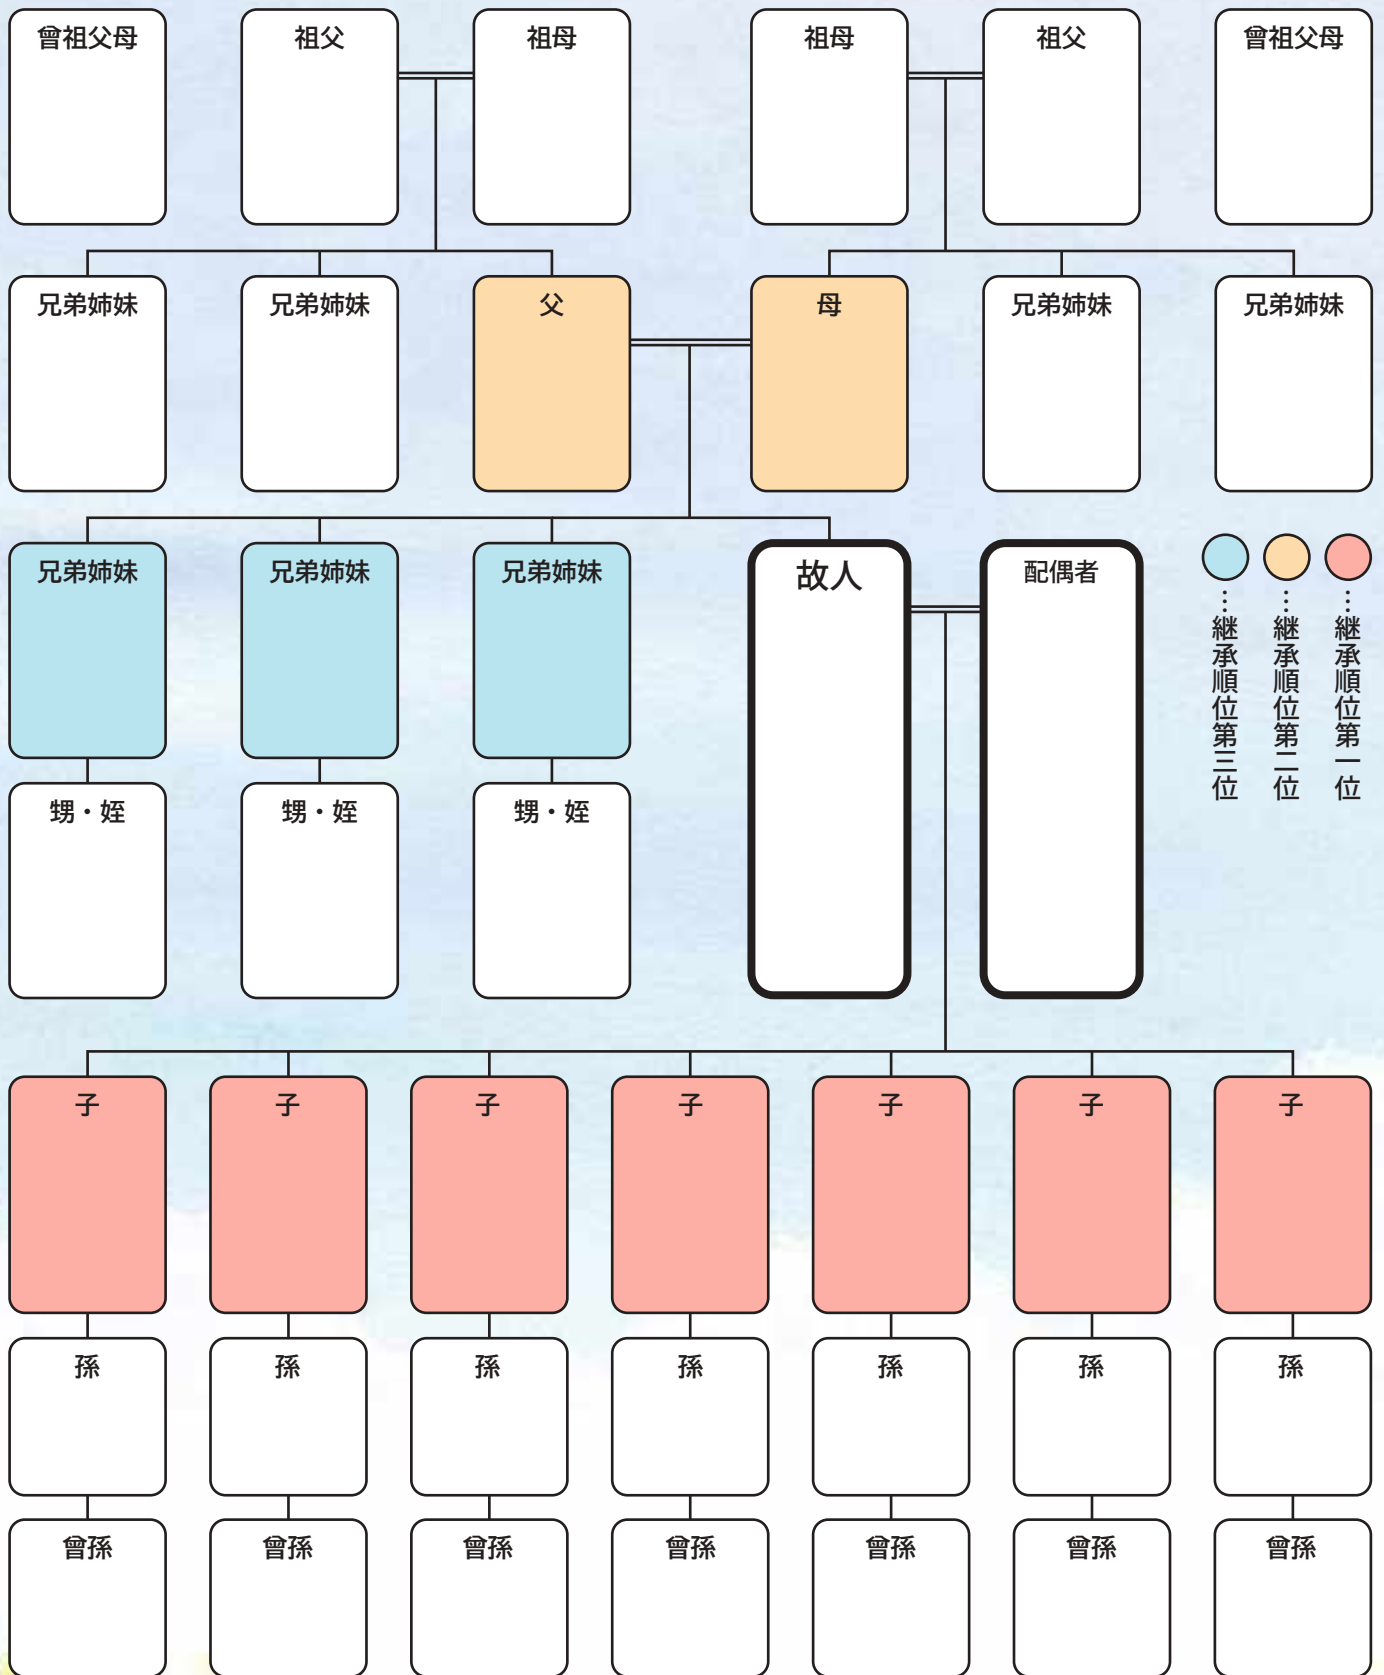 曾祖父母
祖父
祖母
祖母
祖父
曾祖父母
兄弟姉妹
兄弟姉妹
父
母
兄弟姉妹
兄弟姉妹
兄弟姉妹
兄弟姉妹
兄弟姉妹
故人
配偶者
…継承順位第一位
…継承順位第二位
…継承順位第三位
甥・姪
甥・姪
甥・姪
子
子
子
子
子
子
子
孫
孫
孫
孫
孫
孫
孫
曾孫
曾孫
曾孫
曾孫
曾孫
曾孫
曾孫